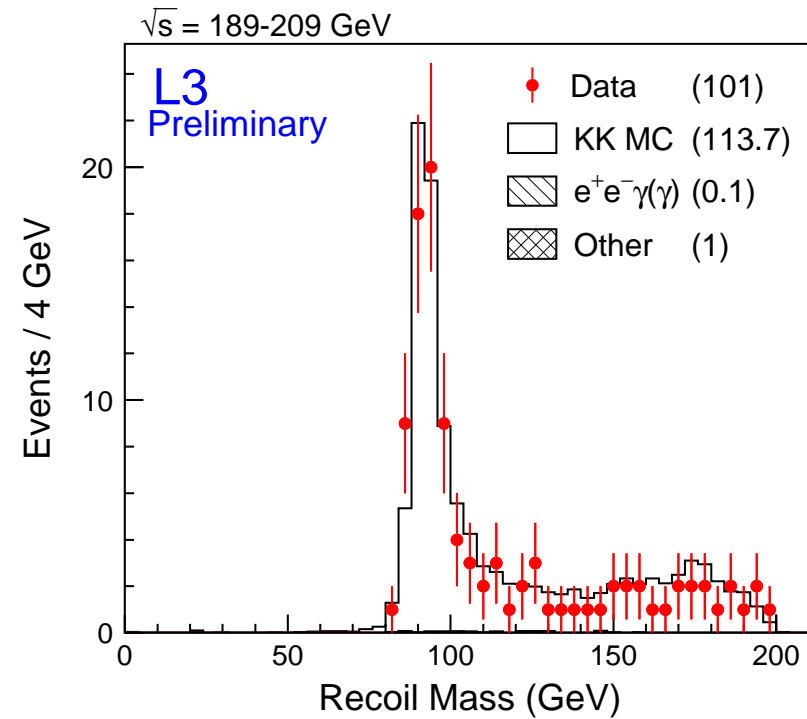 √s = 189-209 GeV
L3
Preliminary
Data (101)
KK MC (113.7)
e⁺e⁻γ(γ) (0.1)
Other (1)
Events / 4 GeV
20
10
0
0 50 100 150 200
Recoil Mass (GeV)